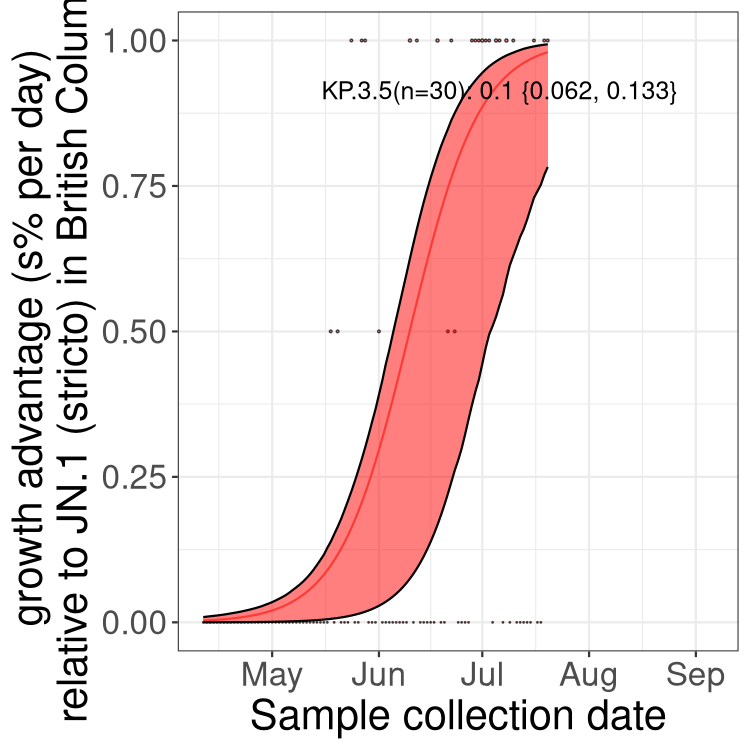 growth advantage (s% per day)
relative to JN.1 (stricto) in British Colum
1.00
0.75
0.50
0.25
0.00
KP.3.5(n=30): 0.1 {0.062, 0.133}
May Jun Jul Aug Sep
Sample collection date